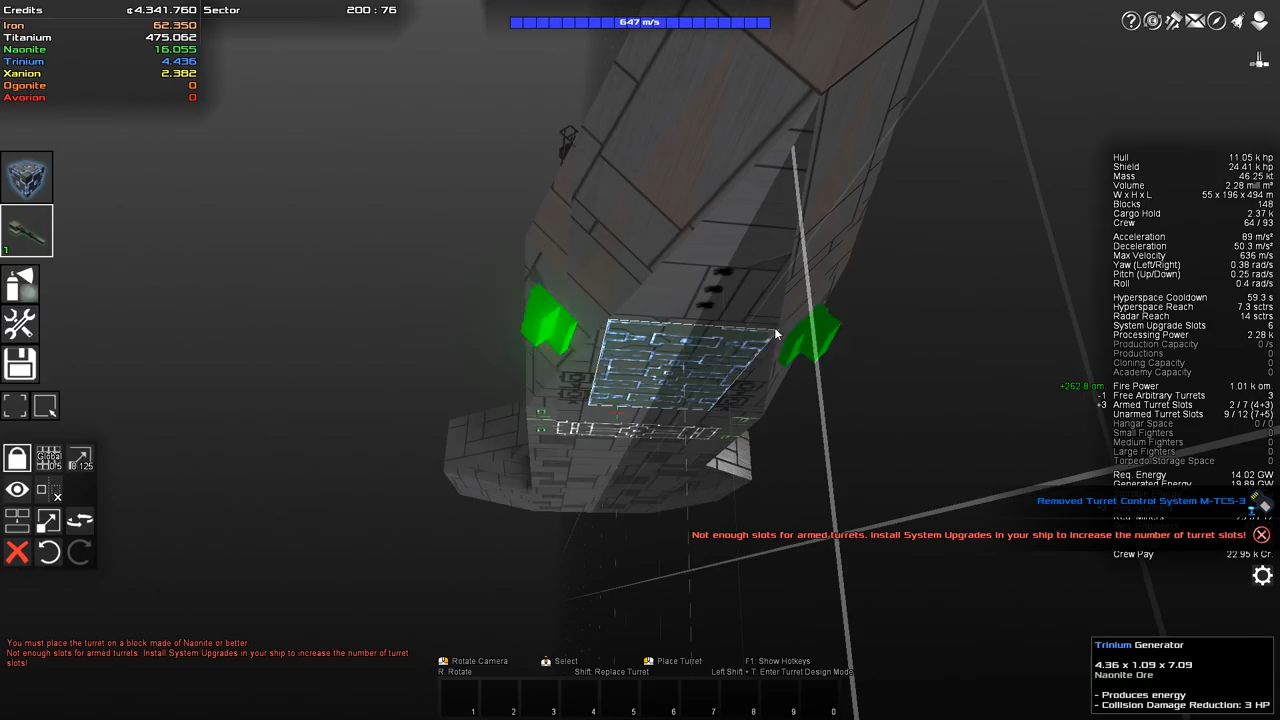 Credits ¢4.341.760 Sector 200 : 76
647 m/s
Iron 62.350
Titanium 475.062
Naonite 16.055
Trinium 4.436
Xanion 2.382
Ogonite 0
Avorion 0
1
Hull 11.05 k hp
Shield 24.41 k hp
Mass 46.25 kt
Volume 2.28 mill m³
W x H x L 55 x 196 x 494 m
Blocks 148
Cargo Hold 2.37 k
Crew 64 / 93
Acceleration 89 m/s²
Deceleration 50.3 m/s²
Max Velocity 636 m/s
Yaw (Left/Right) 0.38 rad/s
Pitch (Up/Down) 0.25 rad/s
Roll 0.4 rad/s
Hyperspace Cooldown 59.3 s
Hyperspace Reach 7.3 sctrs
Radar Reach 14 sctrs
System Upgrade Slots 6
Processing Power 2.28 k
Production Capacity 0 /s
Productions 0
Cloning Capacity 0
Academy Capacity 0
+262.8 om Fire Power 1.01 k om
-1 Free Arbitrary Turrets 3
+3 Armed Turret Slots 2 / 7 (4+3)
Unarmed Turret Slots 9 / 12 (7+5)
Hangar Space 0 / 0
Small Fighters 0
Medium Fighters 0
Large Fighters 0
Torpedo Storage Space 0
Req. Energy 14.02 GW
Generated Energy 19.89 GW
Removed Turret Control System M-TCS-3
1
Not enough slots for armed turrets. Install System Upgrades in your ship to increase the number of turret slots!
Crew Pay 22.95 k Cr.
Global
0.125
You must place the turret on a block made of Naonite or better
Not enough slots for armed turrets. Install System Upgrades in your ship to increase the number of turret
slots!
Rotate Camera Select Place Turret F1: Show Hotkeys
R: Rotate Shift: Replace Turret Left Shift + T: Enter Turret Design Mode
1 2 3 4 5 6 7 8 9 0
Trinium Generator
4.36 x 1.09 x 7.09
Naonite Ore
- Produces energy
- Collision Damage Reduction: 3 HP